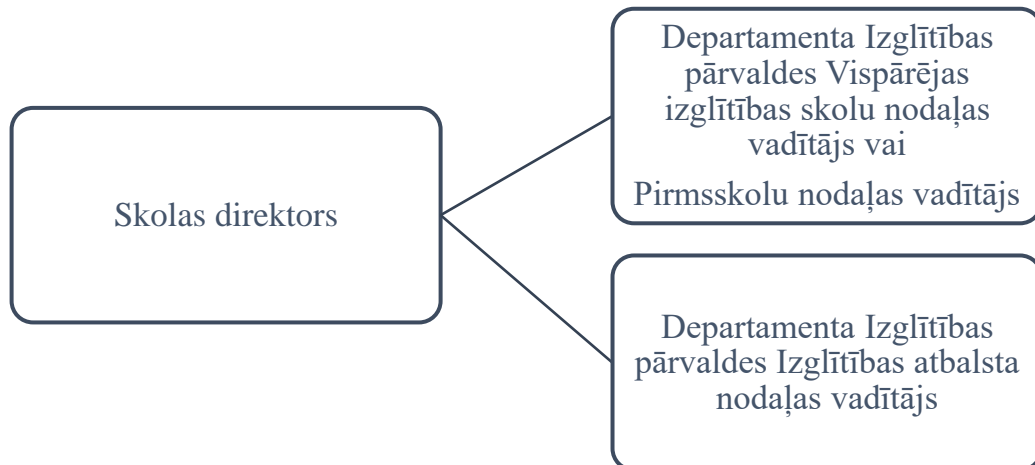 Skolas direktors
Departamenta Izglītības
pārvaldes Vispārējas
izglītības skolu nodaļas
vadītājs vai
Pirmsskolu nodaļas vadītājs
Departamenta Izglītības
pārvaldes Izglītības atbalsta
nodaļas vadītājs